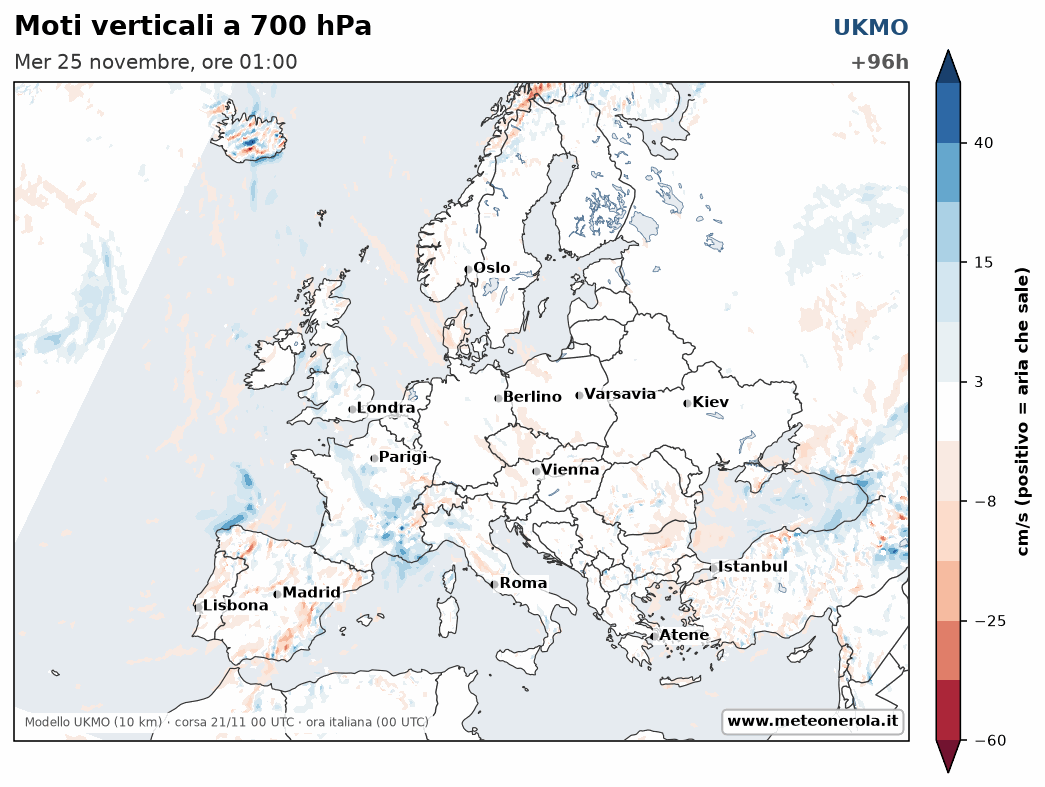 Moti verticali a 700 hPa
UKMO
Mer 25 novembre, ore 01:00
+96h
40
15
3
−8
−25
−60
cm/s (positivo = aria che sale)
Oslo
Berlino
Varsavia
Kiev
Londra
Parigi
Vienna
Istanbul
Roma
Madrid
Lisbona
Atene
Modello UKMO (10 km) · corsa 21/11 00 UTC · ora italiana (00 UTC)
www.meteonerola.it